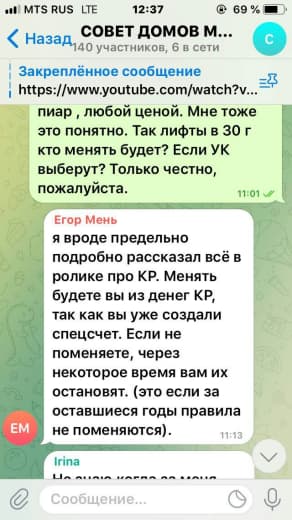 MTS RUS LTE 12:37 69 %
Назад
СОВЕТ ДОМОВ М...
140 участников, 6 в сети
С
Закреплённое сообщение
https://www.youtube.com/watch?v...
пиар , любой ценой. Мне тоже
это понятно. Так лифты в 30 г
кто менять будет? Если УК
выберут? Только честно,
пожалуйста.
11:01
Егор Мень
я вроде предельно
подробно рассказал всё в
ролике про КР. Менять
будете вы из денег КР,
так как вы уже создали
спецсчет. Если не
поменяете, через
некоторое время вам их
остановят. (это если за
оставшиеся годы правила
не поменяются).
11:13
ЕМ
Irina
Сообщение...